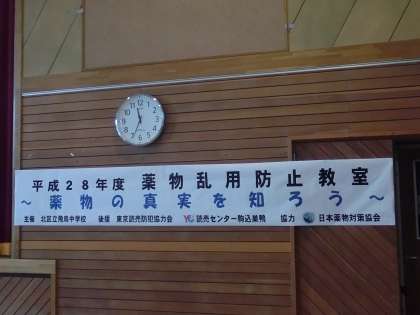 平成28年度 薬物乱用防止教室
～ 薬物の真実を知ろう ～
主催 北区立飛鳥中学校 後援 東京読売防犯協力会 YC 読売センター駒込巣鴨 協力 日本薬物対策協会